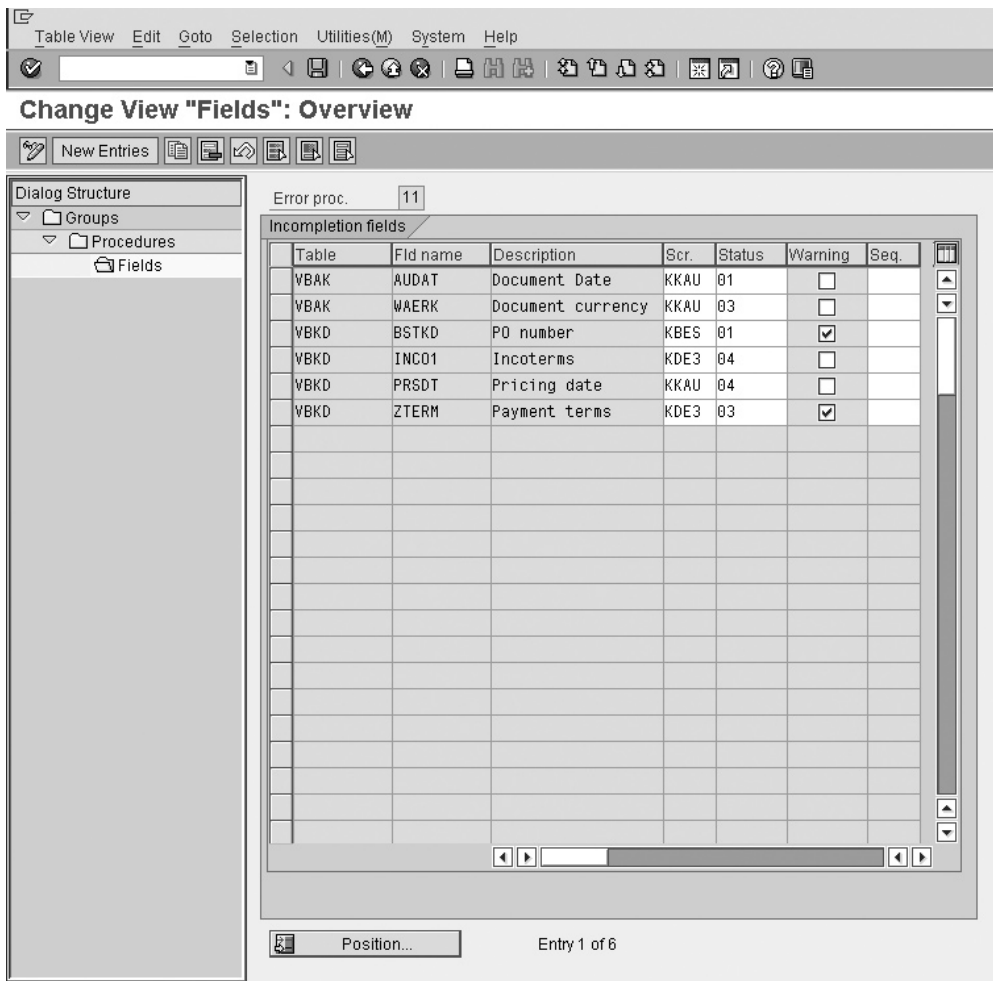 Table View Edit Goto Selection Utilities(M) System Help
Change View "Fields": Overview
New Entries
Dialog Structure
Groups
Procedures
Fields
Error proc. 11
Incompletion fields
Table Fld name Description Scr. Status Warning Seq.
VBAK AUDAT Document Date KKAU 01
VBAK WAERK Document currency KKAU 03
VBKD BSTKD PO number KBES 01
VBKD INCO1 Incoterms KDE3 04
VBKD PRSDT Pricing date KKAU 04
VBKD ZTERM Payment terms KDE3 03
Position... Entry 1 of 6